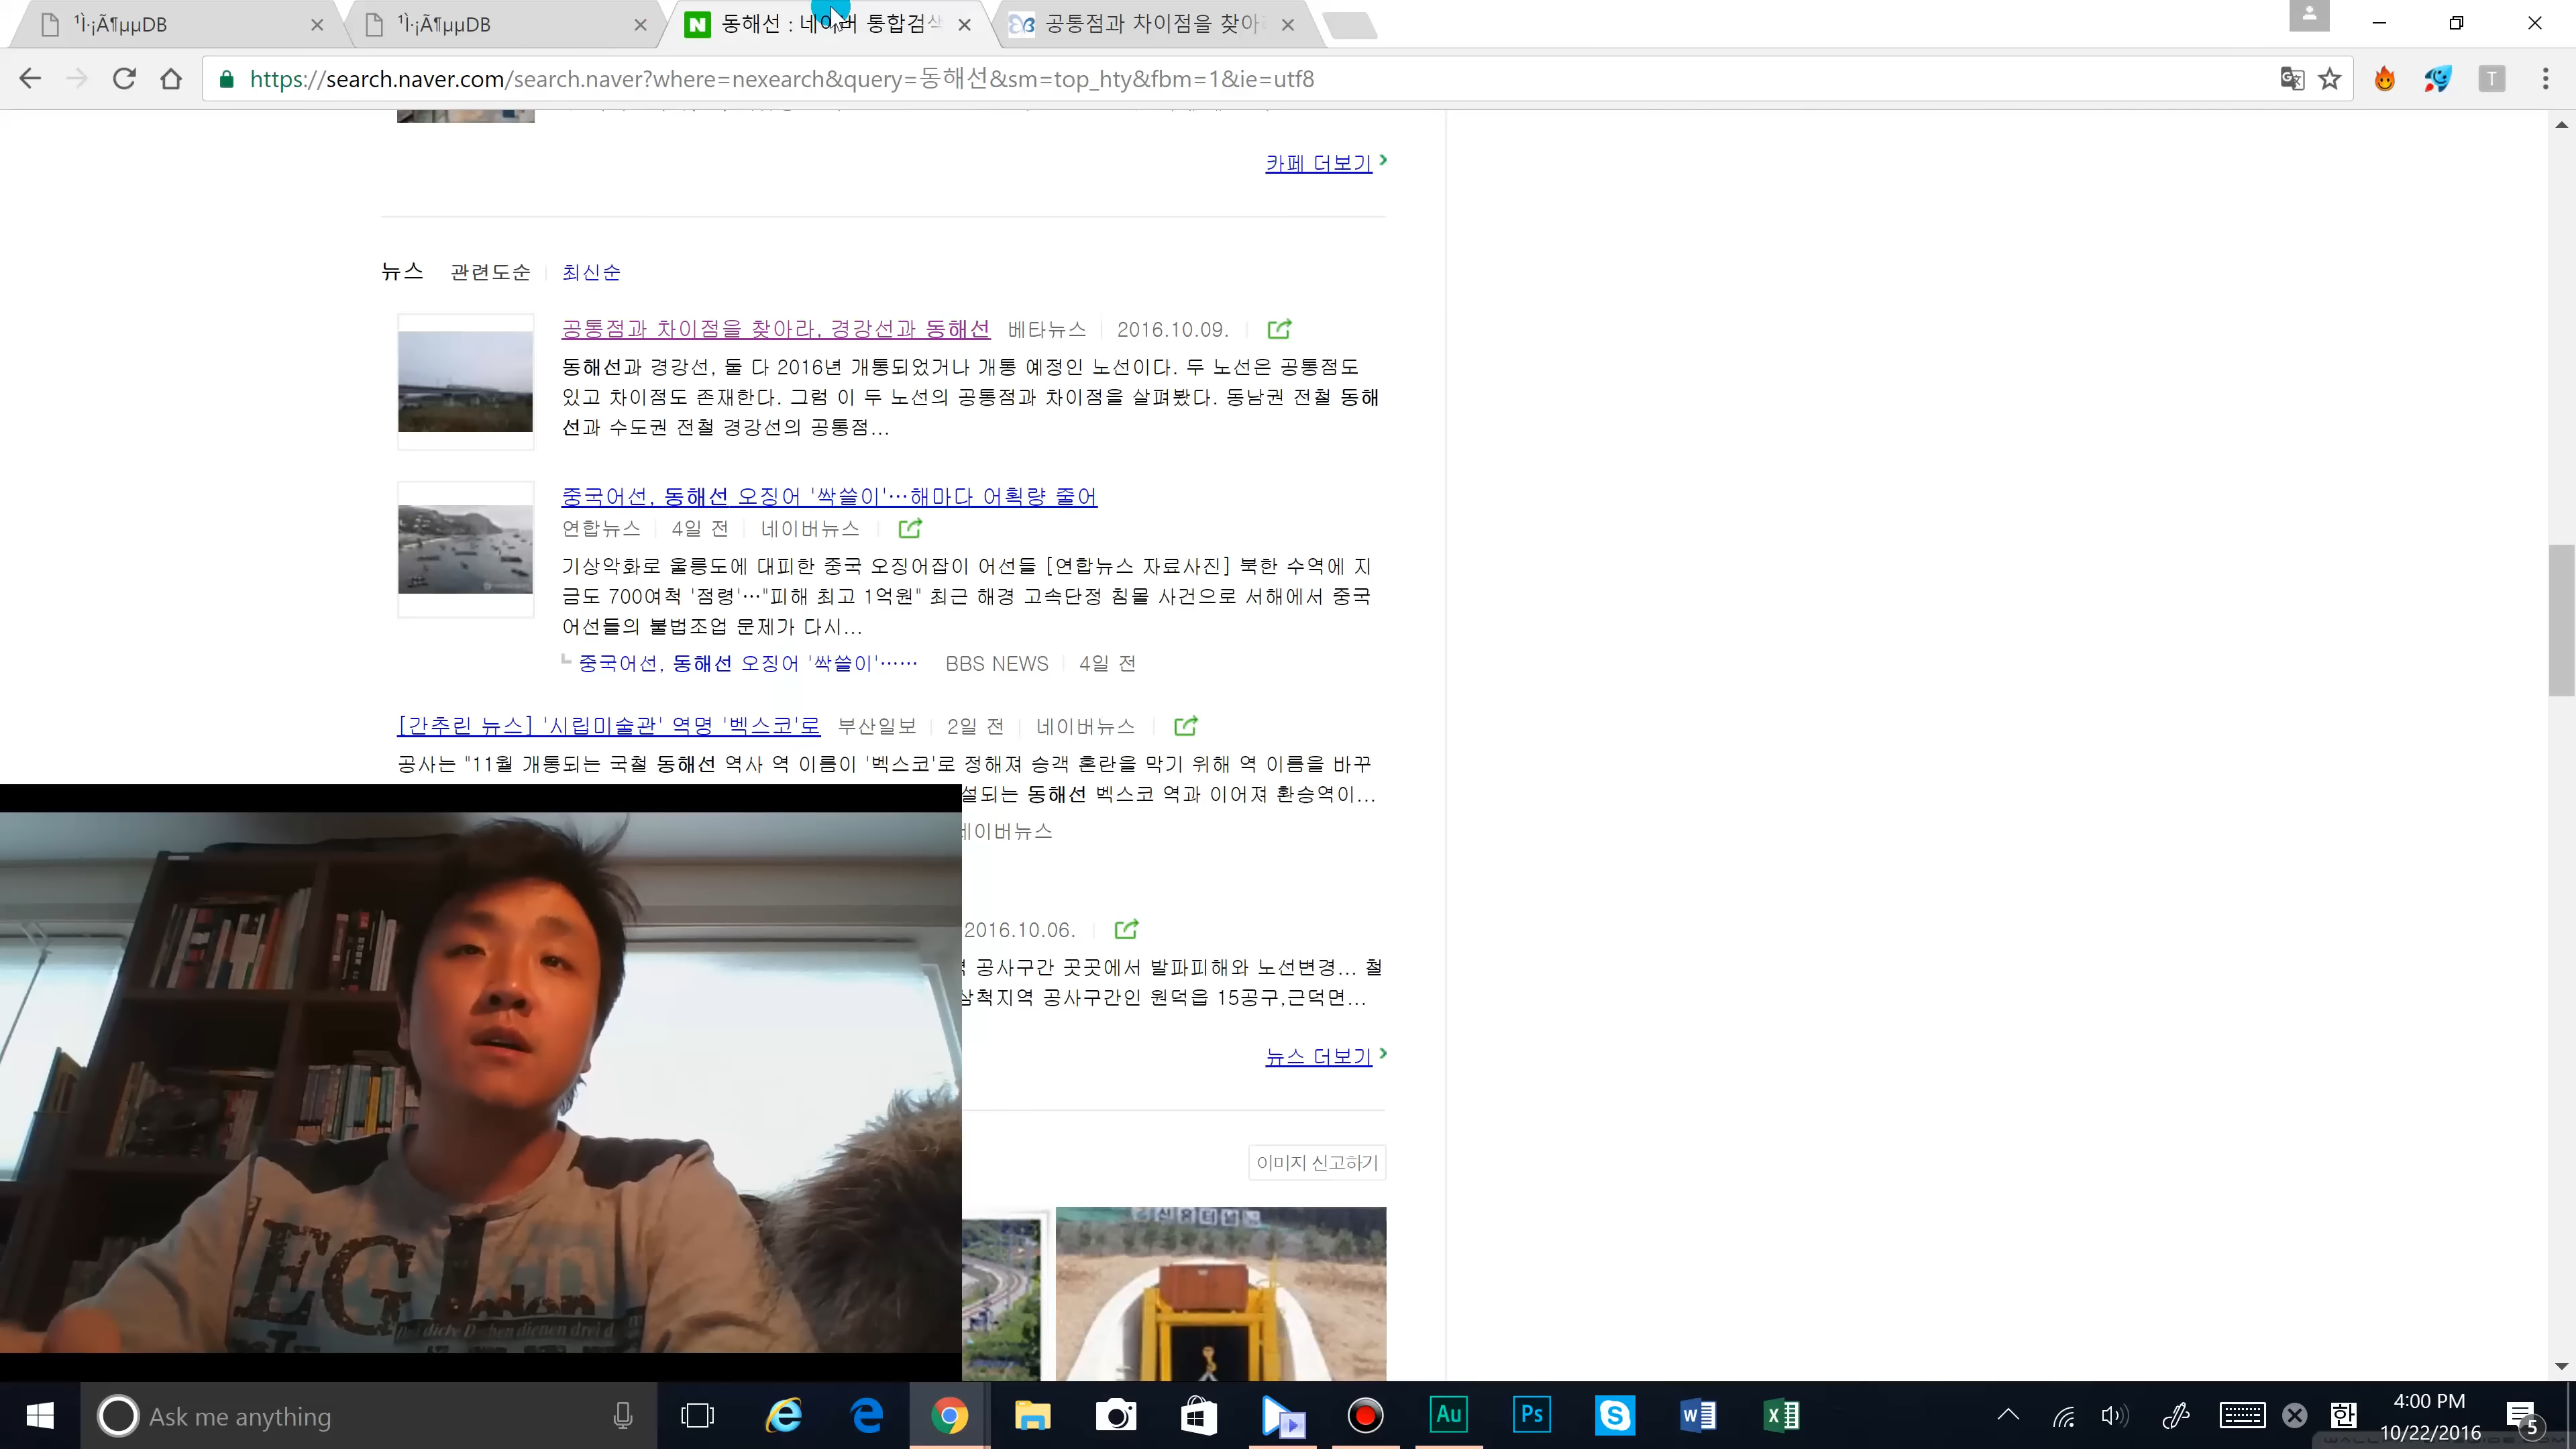 ¹Ì·¡Ã¶µµDB
¹Ì·¡Ã¶µµDB
동해선 : 네이버 통합검색
공통점과 차이점을 찾아
https://search.naver.com/search.naver?where=nexearch&query=동해선&sm=top_hty&fbm=1&ie=utf8
T
카페 더보기
뉴스 관련도순 최신순
공통점과 차이점을 찾아라, 경강선과 동해선 베타뉴스 2016.10.09.
동해선과 경강선, 둘 다 2016년 개통되었거나 개통 예정인 노선이다. 두 노선은 공통점도
있고 차이점도 존재한다. 그럼 이 두 노선의 공통점과 차이점을 살펴봤다. 동남권 전철 동해
선과 수도권 전철 경강선의 공통점...
중국어선, 동해선 오징어 '싹쓸이'…해마다 어획량 줄어
연합뉴스 4일 전 네이버뉴스
기상악화로 울릉도에 대피한 중국 오징어잡이 어선들 [연합뉴스 자료사진] 북한 수역에 지
금도 700여척 '점령'…"피해 최고 1억원" 최근 해경 고속단정 침몰 사건으로 서해에서 중국
어선들의 불법조업 문제가 다시...
중국어선, 동해선 오징어 '싹쓸이'…… BBS NEWS 4일 전
[간추린 뉴스] '시립미술관' 역명 '벡스코'로 부산일보 2일 전 네이버뉴스
공사는 "11월 개통되는 국철 동해선 역사 역 이름이 '벡스코'로 정해져 승객 혼란을 막기 위해 역 이름을 바꾸
설되는 동해선 벡스코 역과 이어져 환승역이...
네이버뉴스
2016.10.06.
공사구간 곳곳에서 발파피해와 노선변경... 철
삼척지역 공사구간인 원덕읍 15공구,근덕면...
뉴스 더보기
이미지 신고하기
EGL
Ask me anything
Au
Ps
한
4:00 PM
10/22/2016
5